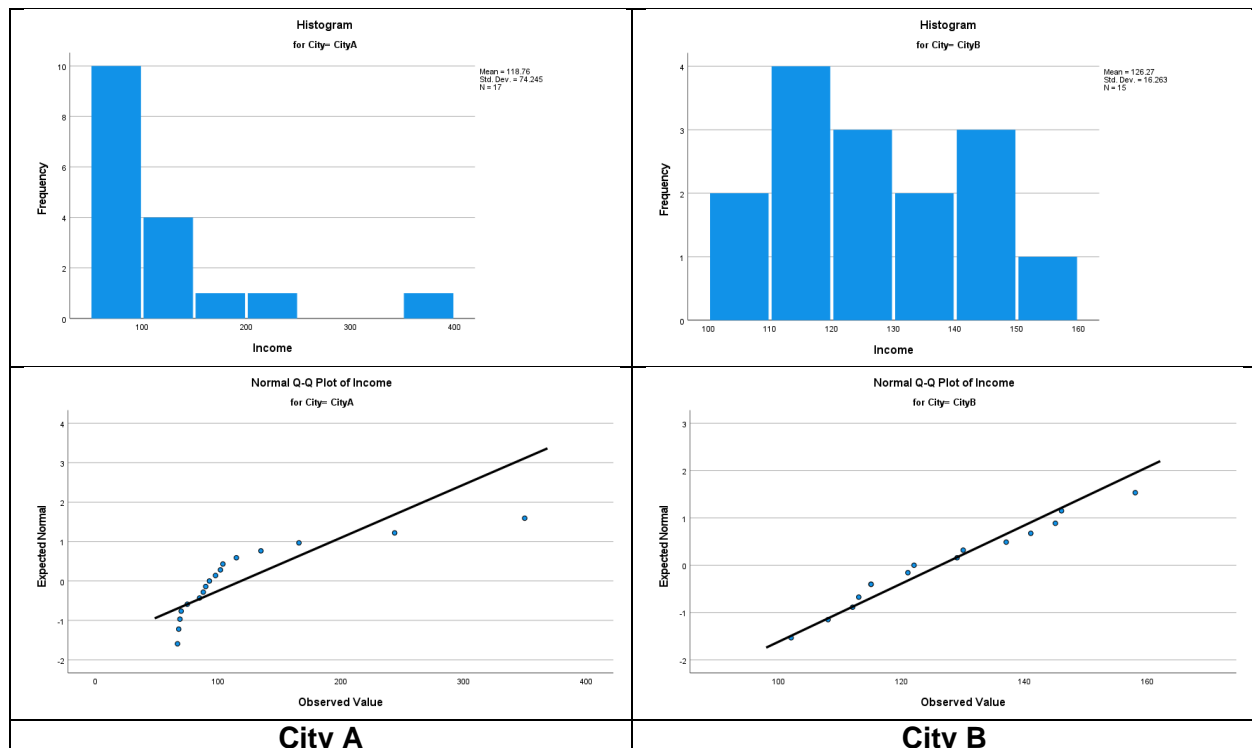 Histogram
for City= CityA
Mean = 118.76
Std. Dev. = 74.245
N = 17
10
8
6
4
2
0
Frequency
100
200
300
400
Income
Histogram
for City= CityB
Mean = 126.27
Std. Dev. = 16.263
N = 15
4
3
2
1
0
Frequency
100
110
120
130
140
150
160
Income
Normal Q-Q Plot of Income
for City= CityA
4
3
2
1
0
-1
-2
Expected Normal
0
100
200
300
400
Observed Value
Normal Q-Q Plot of Income
for City= CityB
3
2
1
0
-1
-2
Expected Normal
100
120
140
160
Observed Value
City A
City B